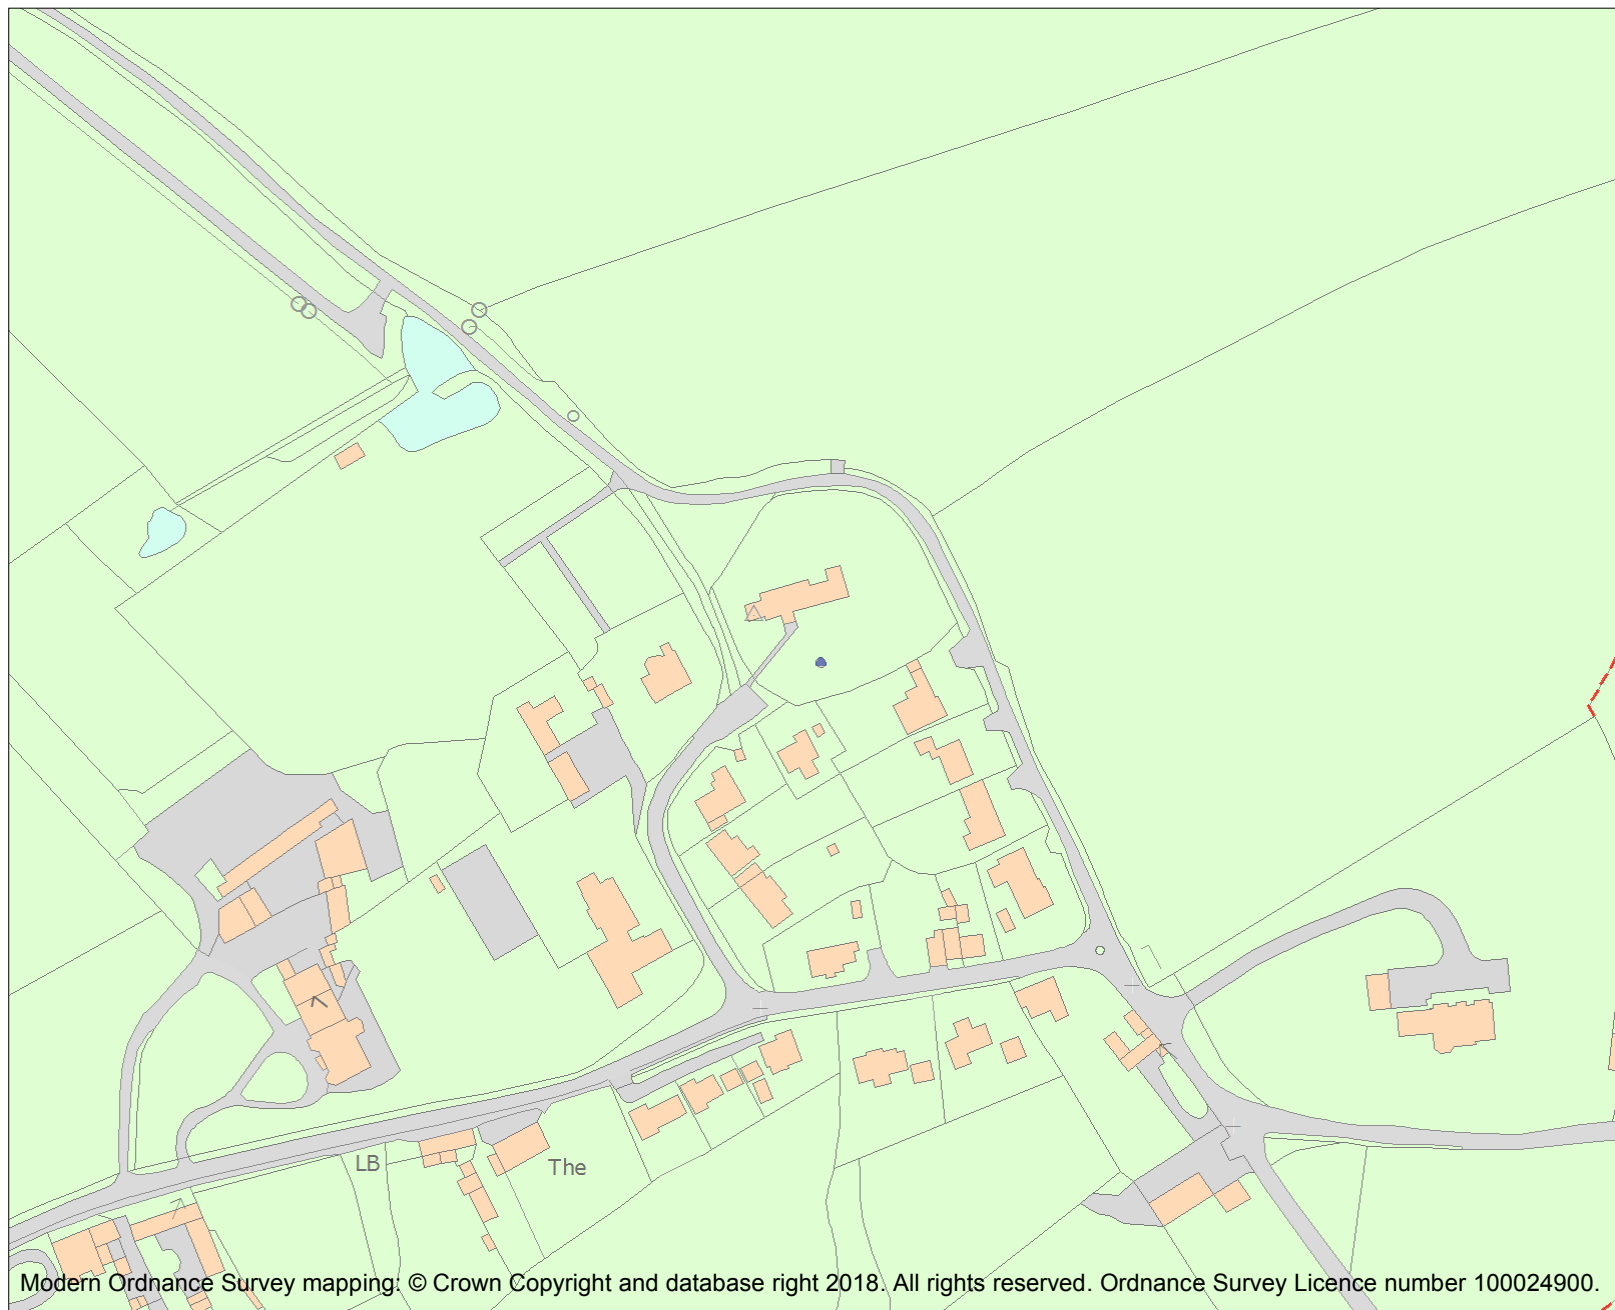 LB
The
Modern Ordnance Survey mapping: © Crown Copyright and database right 2018. All rights reserved. Ordnance Survey Licence number 100024900.